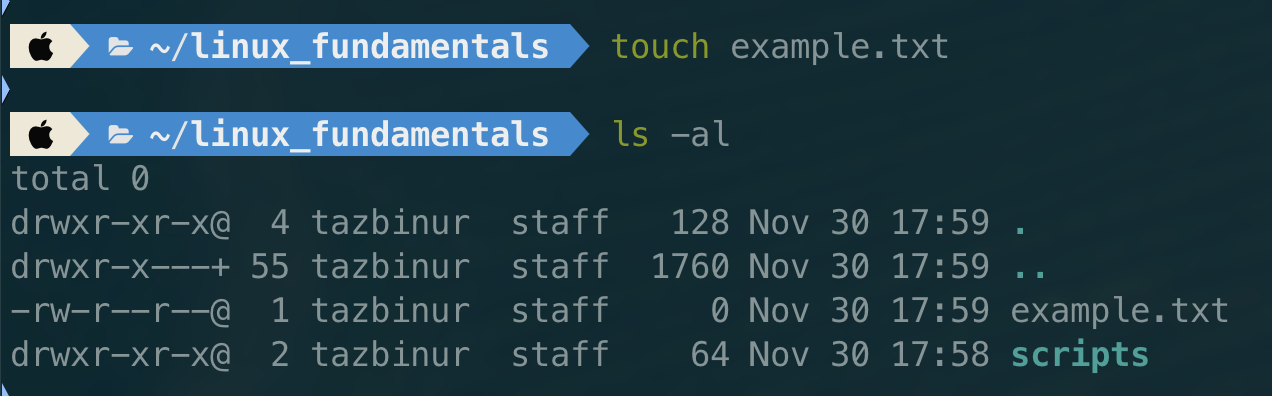 ~/linux_fundamentals touch example.txt
~/linux_fundamentals ls -al
total 0
drwxr-xr-x@  4 tazbinur  staff   128 Nov 30 17:59 .
drwxr-x---+ 55 tazbinur  staff  1760 Nov 30 17:59 ..
-rw-r--r--@  1 tazbinur  staff     0 Nov 30 17:59 example.txt
drwxr-xr-x@  2 tazbinur  staff    64 Nov 30 17:58 scripts